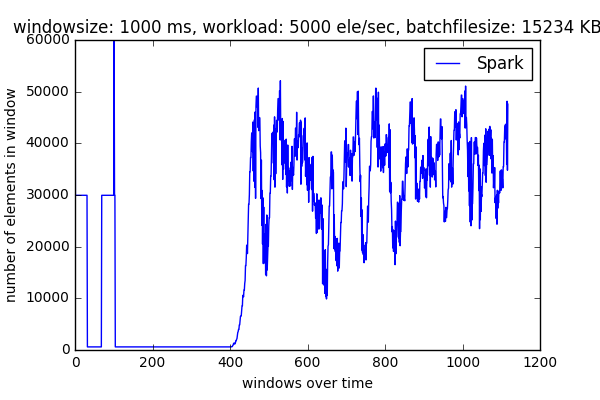 windowsize: 1000 ms, workload: 5000 ele/sec, batchfilesize: 15234 KB
60000
50000
40000
30000
20000
10000
0
number of elements in window
Spark
0 200 400 600 800 1000 1200
windows over time